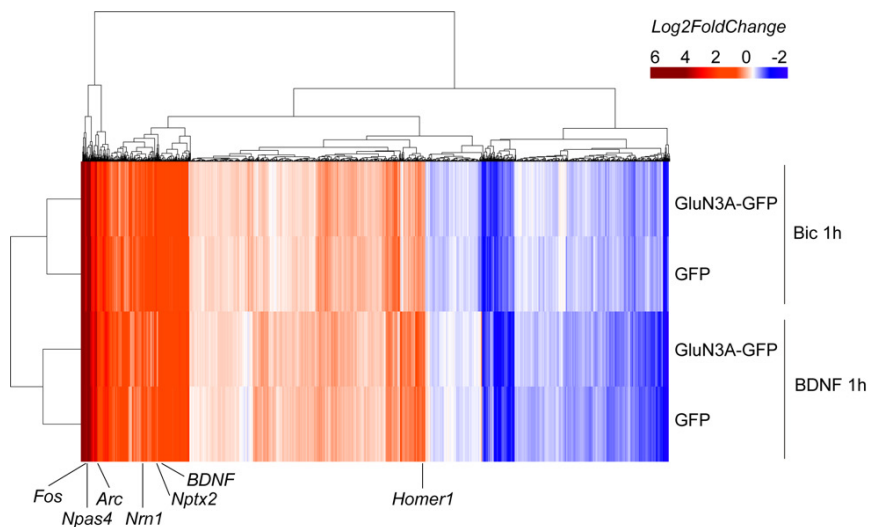 Log2FoldChange
6 4 2 0 -2
GluN3A-GFP
Bic 1h
GFP
GluN3A-GFP
BDNF 1h
GFP
BDNF
Fos Arc Nptx2 Homer1
Npas4 Nrn1